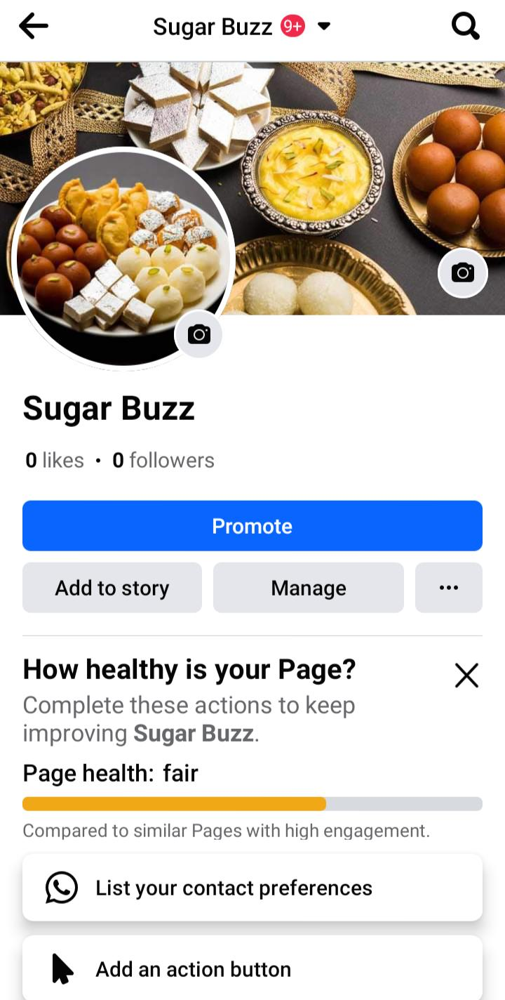 Sugar Buzz 9+
Sugar Buzz
0 likes • 0 followers
Promote
Add to story
Manage
How healthy is your Page?
Complete these actions to keep
improving Sugar Buzz.
Page health: fair
Compared to similar Pages with high engagement.
List your contact preferences
Add an action button